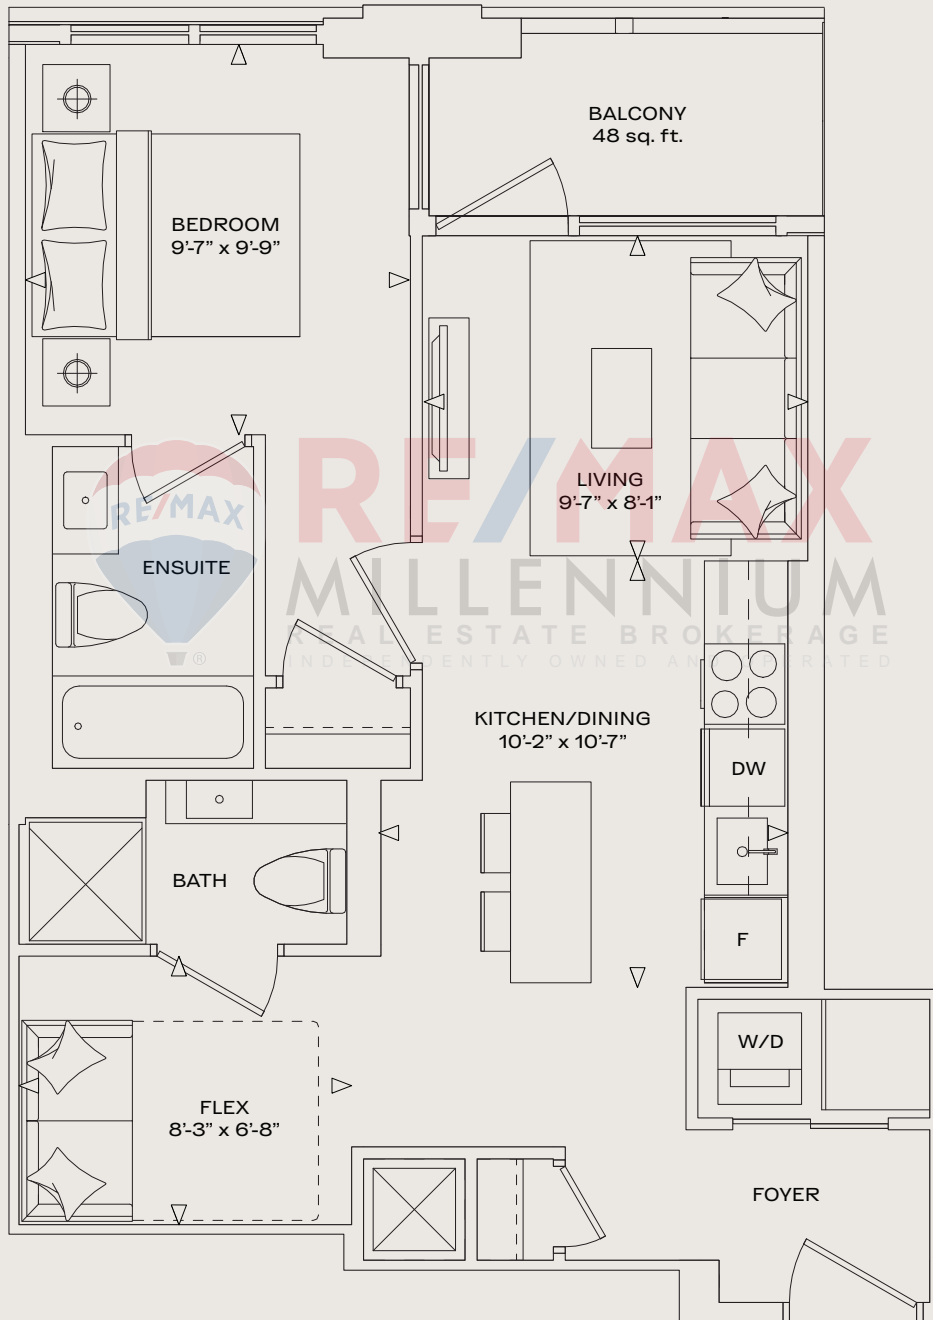 BALCONY
48 sq. ft.
BEDROOM
9'-7” x 9'-9”
LIVING
9'-7” x 8'-1”
RE/MAX
RE/MAX
®
MILLENNIUM
REAL ESTATE BROKERAGE
INDEPENDENTLY OWNED AND OPERATED
ENSUITE
KITCHEN/DINING
10'-2” x 10'-7”
DW
BATH
F
W/D
FLEX
8'-3” x 6'-8”
FOYER